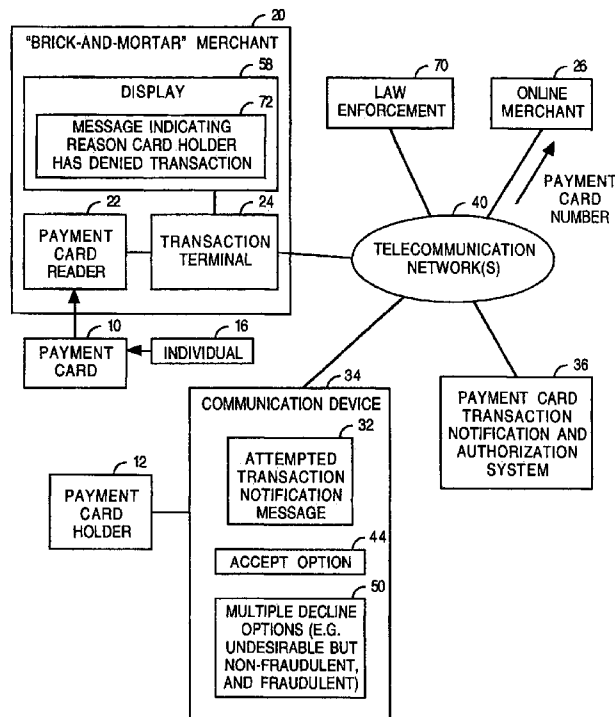 20
"BRICK-AND-MORTAR" MERCHANT
58
DISPLAY
72
MESSAGE INDICATING
REASON CARD HOLDER
HAS DENIED TRANSACTION
22
PAYMENT
CARD
READER
24
TRANSACTION
TERMINAL
10
PAYMENT
CARD
16
INDIVIDUAL
70
LAW
ENFORCEMENT
26
ONLINE
MERCHANT
PAYMENT
CARD
NUMBER
40
TELECOMMUNICATION
NETWORK(S)
36
PAYMENT CARD
TRANSACTION
NOTIFICATION AND
AUTHORIZATION
SYSTEM
34
COMMUNICATION DEVICE
32
ATTEMPTED
TRANSACTION
NOTIFICATION
MESSAGE
12
PAYMENT
CARD
HOLDER
44
ACCEPT OPTION
50
MULTIPLE DECLINE
OPTIONS (E.G.
UNDESIRABLE BUT
NON-FRAUDULENT,
AND FRAUDULENT)